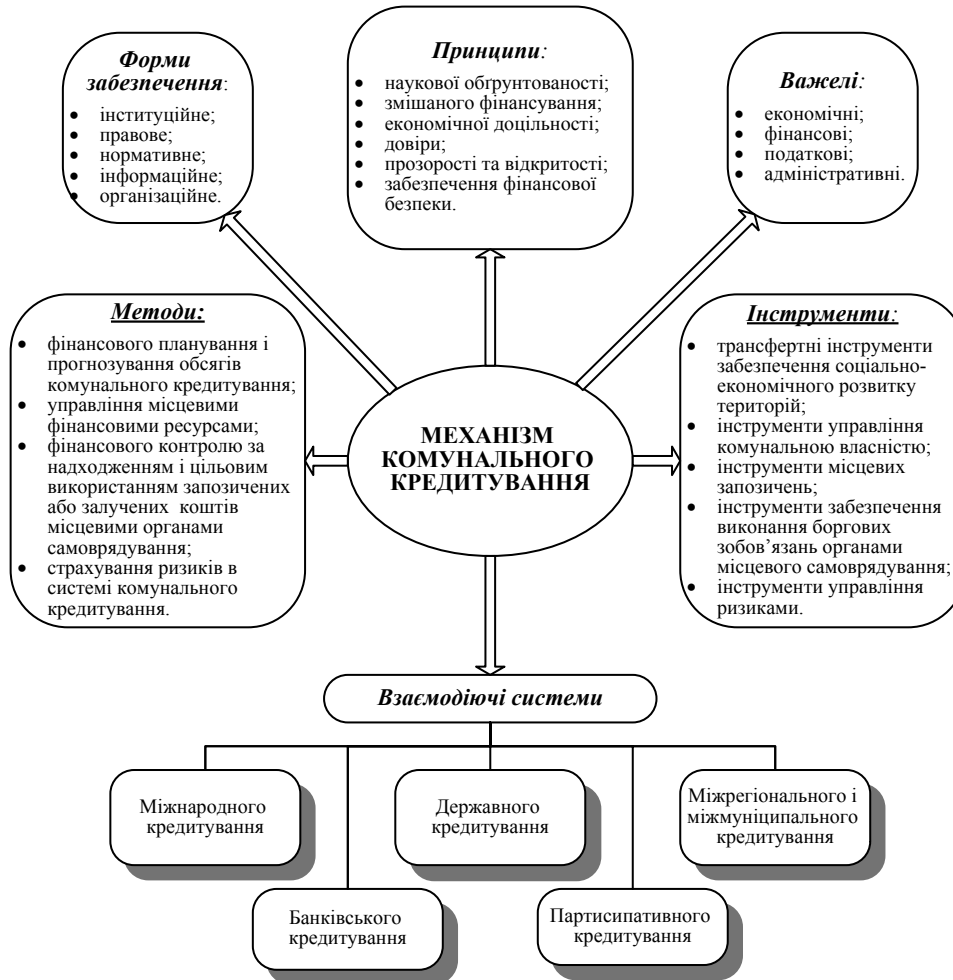 Форми
забезпечення:
• інституційне;
• правове;
• нормативне;
• інформаційне;
• організаційне.
Принципи:
• наукової обґрунтованості;
• змішаного фінансування;
• економічної доцільності;
• довіри;
• прозорості та відкритості;
• забезпечення фінансової
безпеки.
Важелі:
• економічні;
• фінансові;
• податкові;
• адміністративні.
Методи:
• фінансового планування і
прогнозування обсягів
комунального кредитування;
• управління місцевими
фінансовими ресурсами;
• фінансового контролю за
надходженням і цільовим
використанням запозичених
або залучених коштів
місцевими органами
самоврядування;
• страхування ризиків в
системі комунального
кредитування.
МЕХАНІЗМ
КОМУНАЛЬНОГО
КРЕДИТУВАННЯ
Інструменти:
• трансфертні інструменти
забезпечення соціально-
економічного розвитку
територій;
• інструменти управління
комунальною власністю;
• інструменти місцевих
запозичень;
• інструменти забезпечення
виконання боргових
зобов’язань органами
місцевого самоврядування;
• інструменти управління
ризиками.
Взаємодіючі системи
Міжнародного
кредитування
Державного
кредитування
Міжрегіонального і
міжмуніципального
кредитування
Банківського
кредитування
Партисипативного
кредитування